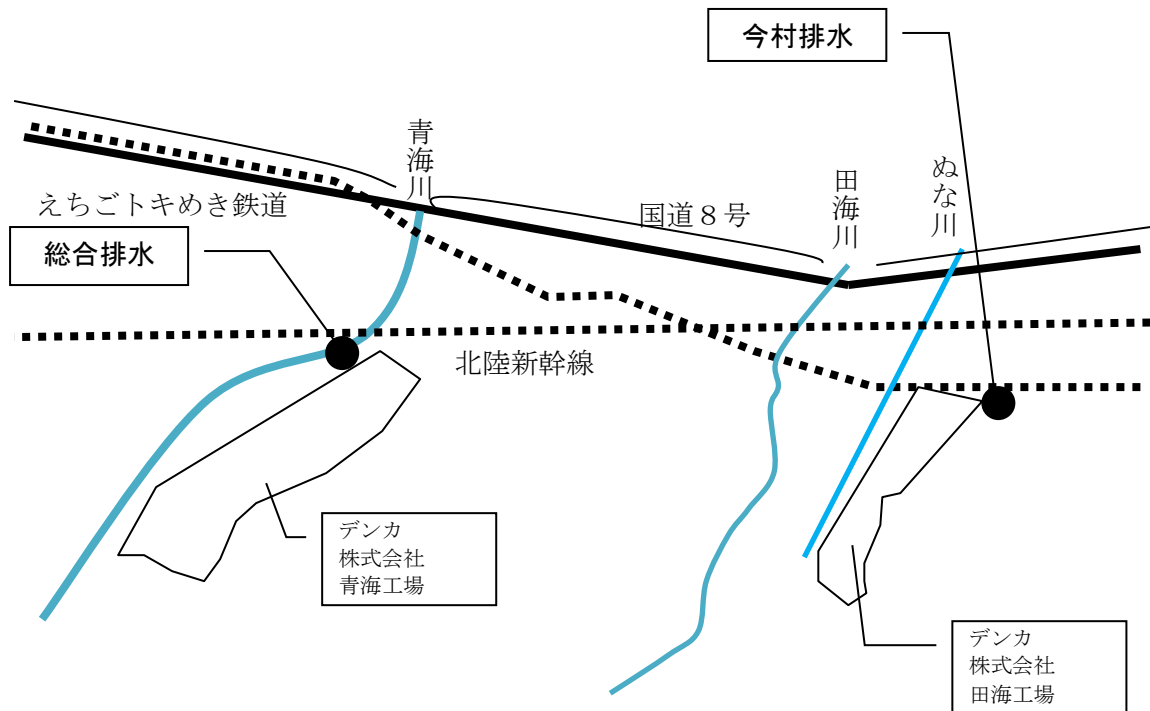 今村排水
青海川
田海川
ぬな川
えちごトキめき鉄道
国道８号
総合排水
北陸新幹線
デンカ
株式会社
青海工場
デンカ
株式会社
田海工場